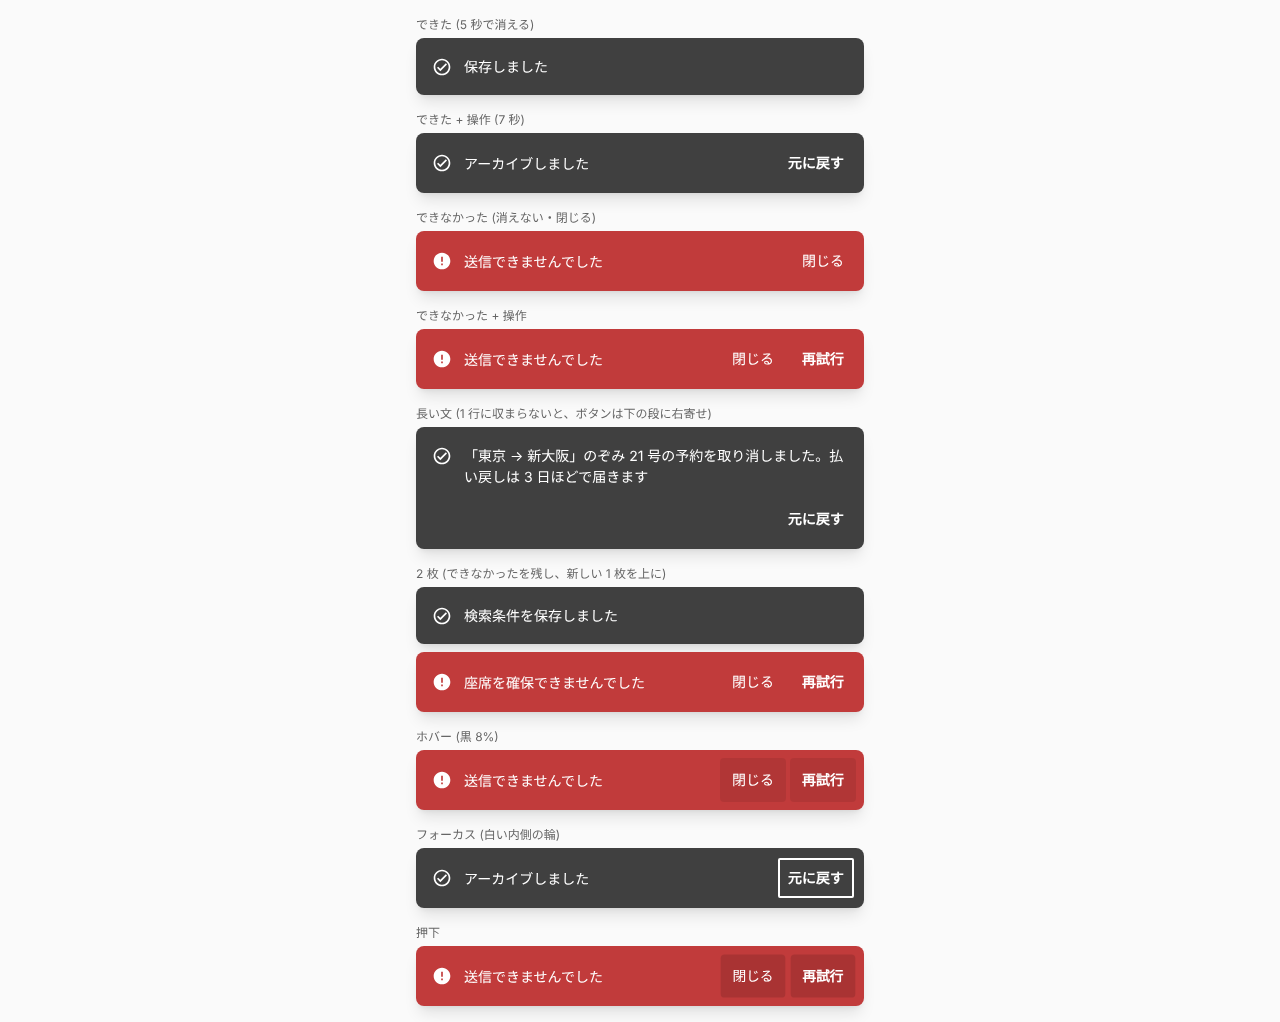 できた (5 秒で消える)
保存しました
できた + 操作 (7 秒)
アーカイブしました 元に戻す
できなかった (消えない・閉じる)
送信できませんでした 閉じる
できなかった + 操作
送信できませんでした 閉じる 再試行
長い文 (1 行に収まらないと、ボタンは下の段に右寄せ)
「東京 → 新大阪」のぞみ 21 号の予約を取り消しました。払
い戻しは 3 日ほどで届きます
元に戻す
2 枚 (できなかったを残し、新しい 1 枚を上に)
検索条件を保存しました
座席を確保できませんでした 閉じる 再試行
ホバー (黒 8%)
送信できませんでした 閉じる 再試行
フォーカス (白い内側の輪)
アーカイブしました 元に戻す
押下
送信できませんでした 閉じる 再試行